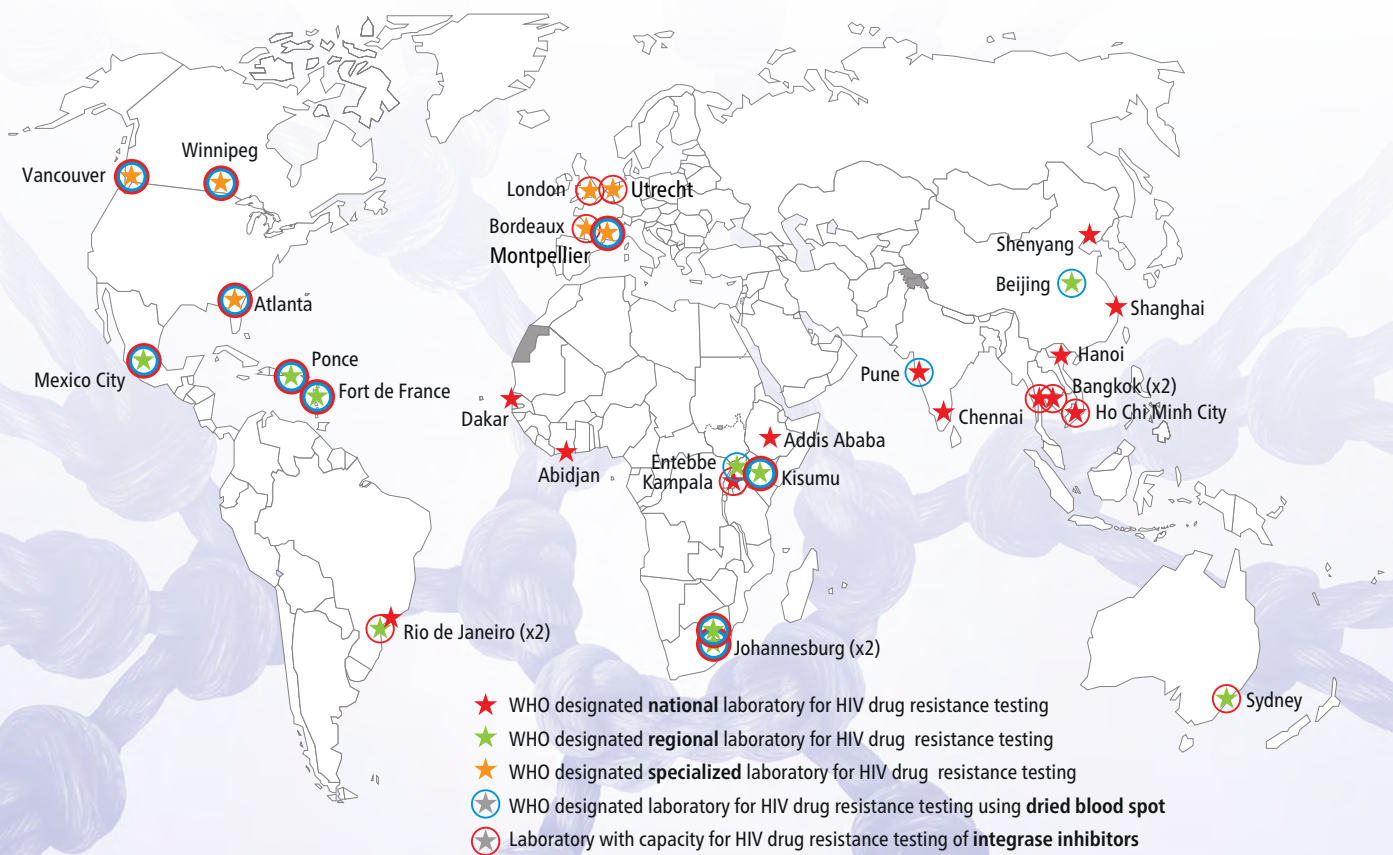 Winnipeg
Vancouver
London
Utrecht
Bordeaux
Montpellier
Shenyang
Beijing
Atlanta
Shanghai
Ponce
Hanoi
Mexico City
Fort de France
Pune
Bangkok (x2)
Dakar
Chennai
Ho Chi Minh City
Addis Ababa
Abidjan
Entebbe
Kampala
Kisumu
Rio de Janeiro (x2)
Johannesburg (x2)
Sydney
WHO designated national laboratory for HIV drug resistance testing
WHO designated regional laboratory for HIV drug resistance testing
WHO designated specialized laboratory for HIV drug resistance testing
WHO designated laboratory for HIV drug resistance testing using dried blood spot
Laboratory with capacity for HIV drug resistance testing of integrase inhibitors